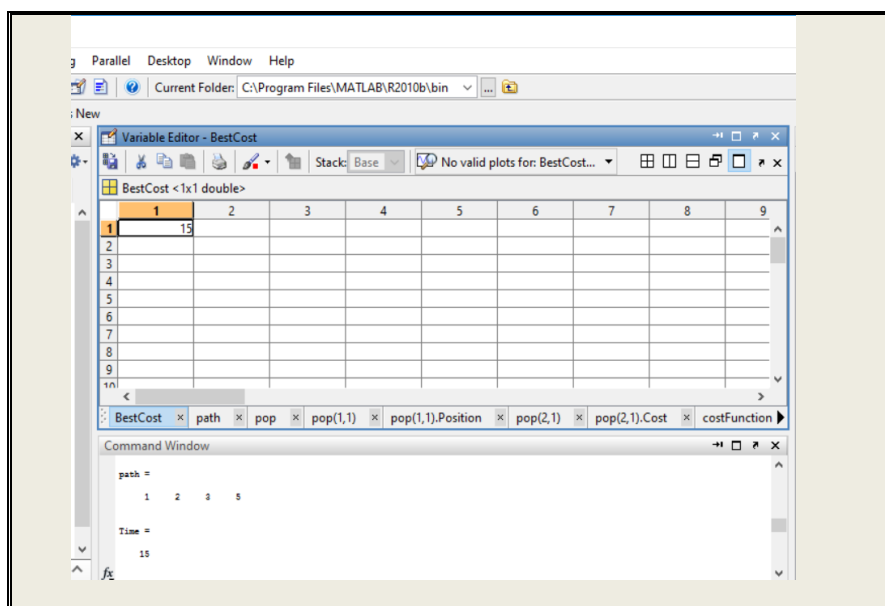 g Parallel Desktop Window Help
Current Folder: C:\Program Files\MATLAB\R2010b\bin ...
s New
Variable Editor - BestCost
Stack: Base No valid plots for: BestCost...
BestCost <1x1 double>
1 2 3 4 5 6 7 8 9
1 15
2
3
4
5
6
7
8
9
10
BestCost path pop pop(1,1) pop(1,1).Position pop(2,1) pop(2,1).Cost costFunction
Command Window
path =
1 2 3 5
Time =
15
fx